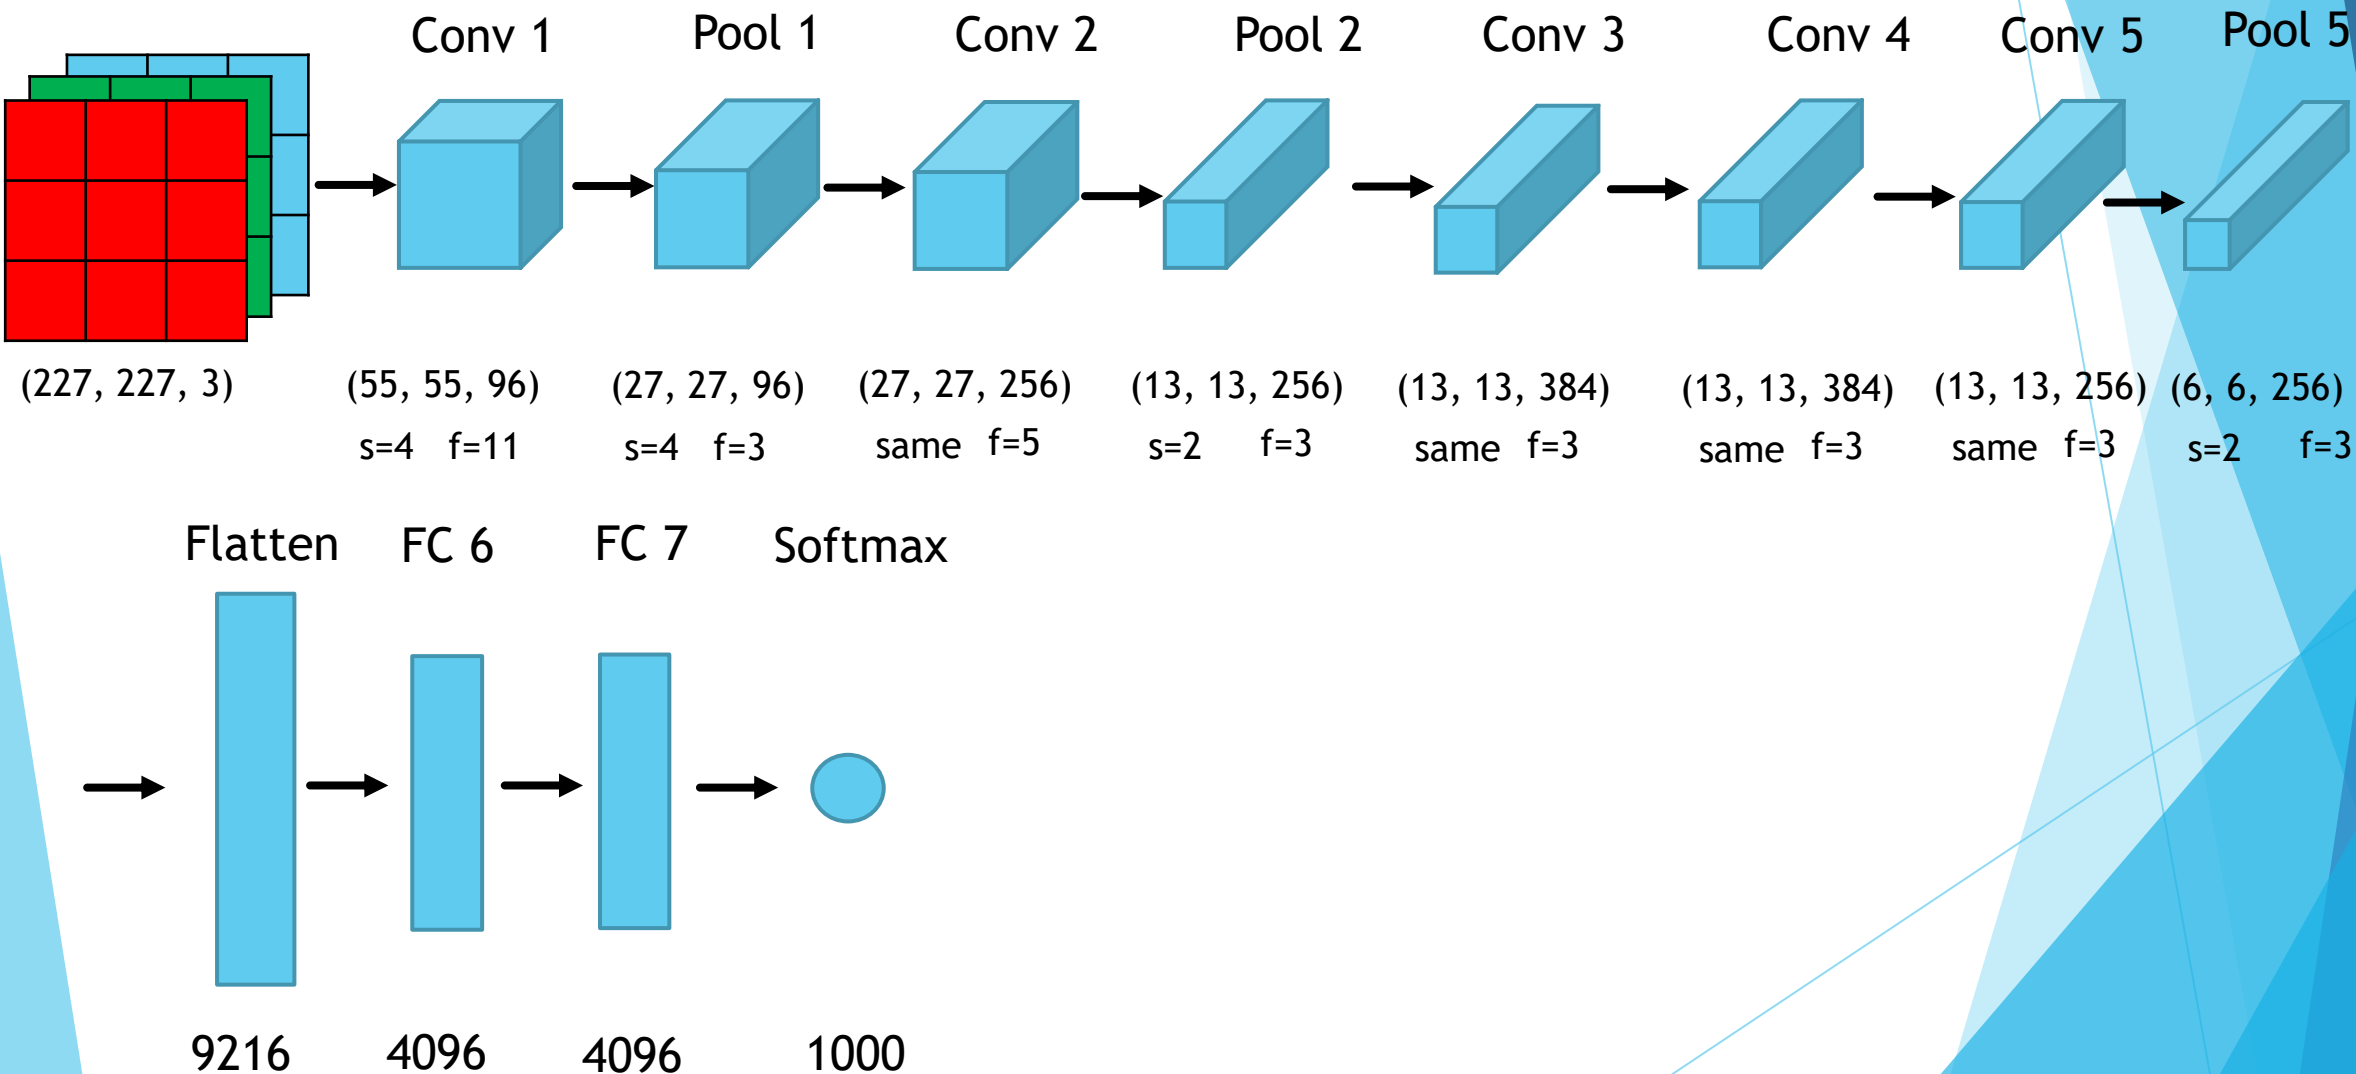 Conv 1 Pool 1 Conv 2 Pool 2 Conv 3 Conv 4 Conv 5 Pool 5
(227, 227, 3) (55, 55, 96) (27, 27, 96) (27, 27, 256) (13, 13, 256) (13, 13, 384) (13, 13, 384) (13, 13, 256) (6, 6, 256)
s=4 f=11 s=4 f=3 same f=5 s=2 f=3 same f=3 same f=3 same f=3 s=2 f=3
Flatten FC 6 FC 7 Softmax
9216 4096 4096 1000